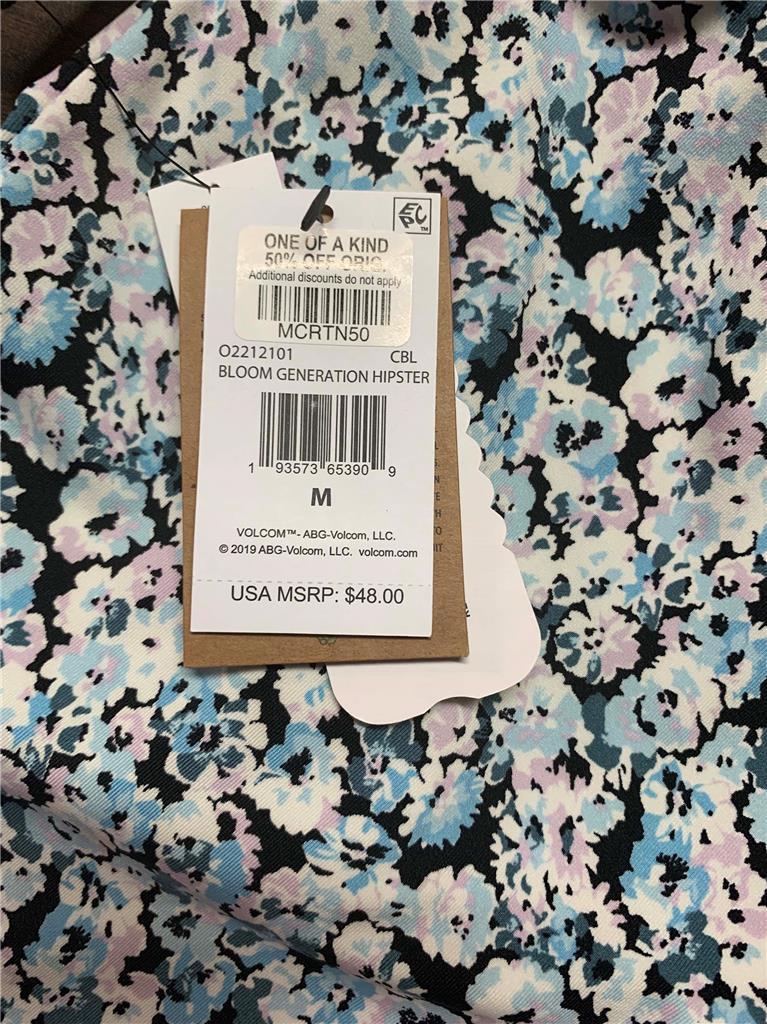 ECPC™
ONE OF A KIND
50% OFF ORIG.
Additional discounts do not apply
MCRTN50
O2212101 CBL
BLOOM GENERATION HIPSTER
1 93573 65390 9
M
VOLCOM™- ABG-Volcom, LLC.
© 2019 ABG-Volcom, LLC. volcom.com
USA MSRP: $48.00